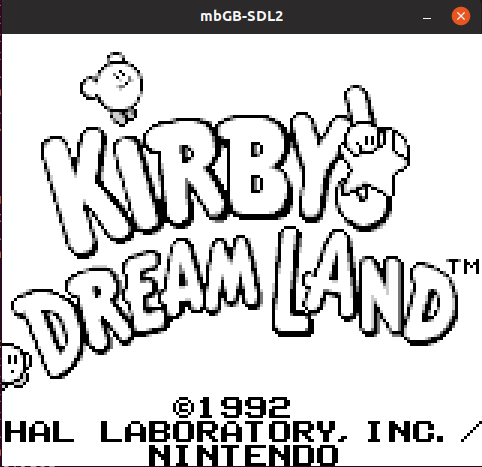 mbGB-SDL2
KIRBY'
DREAM LAND™
©1992
HAL LABORATORY, INC./
NINTENDO